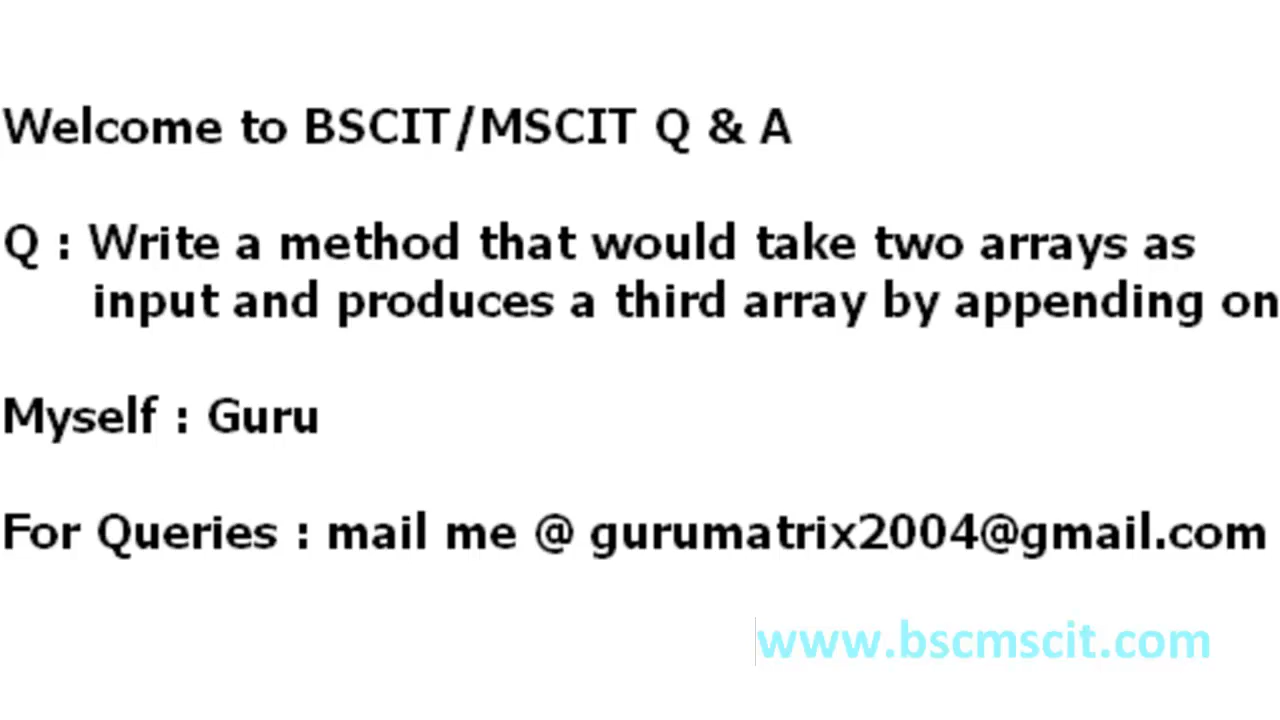 Welcome to BSCIT/MSCIT Q & A
Q : Write a method that would take two arrays as
input and produces a third array by appending on
Myself : Guru
For Queries : mail me @ gurumatrix2004@gmail.com
www.bscmscit.com